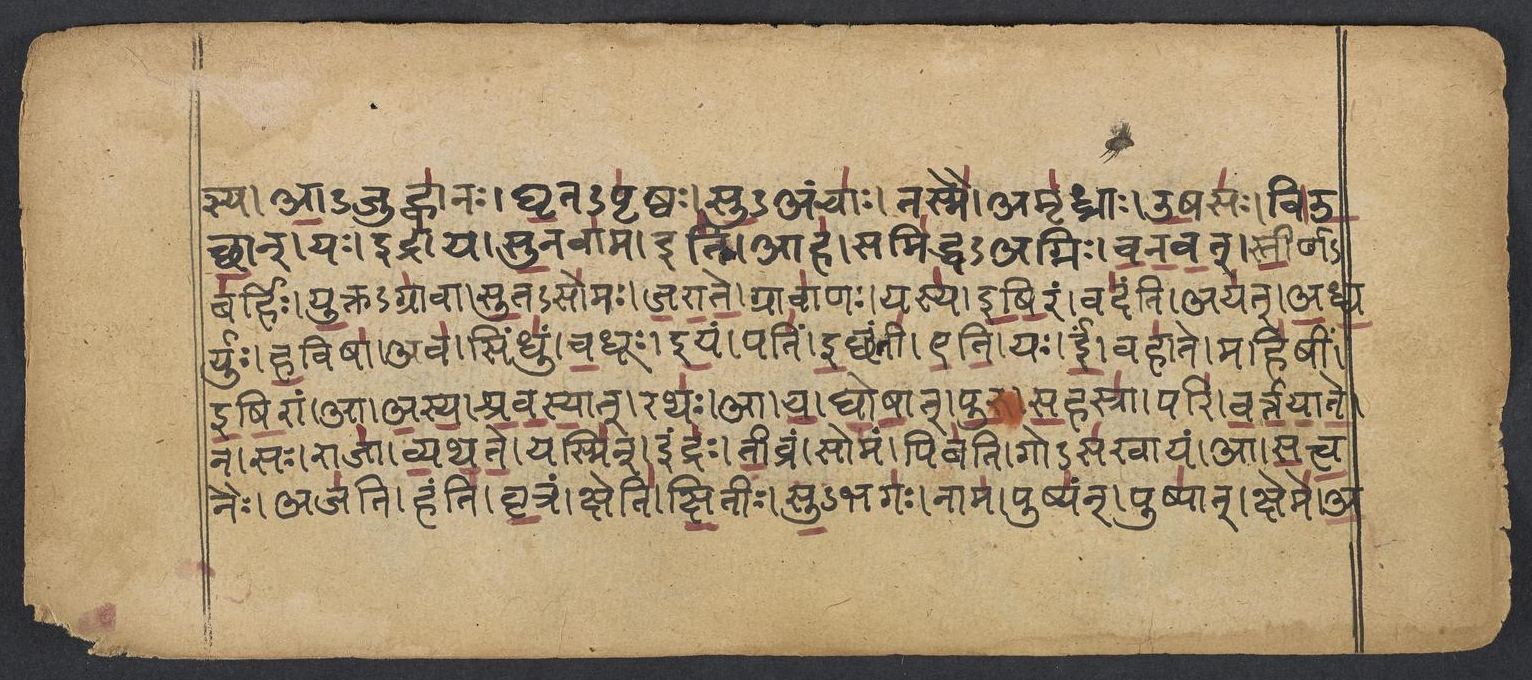 स्य। आऽजुह्वानः। घृतऽपृष्ठः। सुऽअंचाः। तस्मै। अमृध्राः। उषसः। वि। उ
छान्। यः। इंद्राय। सुनवाम। इति। आह। समिद्धऽअग्निः। वनवत्। स्तीर्णऽ
बर्हिः। युक्तऽग्रावा। सुतऽसोमः। जराते। ग्रावाणः। यस्य। इषिरं। वदंति। अयत्। अध्व
र्युः। हविषा। अव। सिंधुं। वधूः। इयं। पतिं। इछंती। एति। यः। ईं। वहाते। महिषीं।
इषिरां। आ। अस्य। श्रवस्यात्। रथः। आ। च। घोषात्। पुरु। सहस्रा। परि। वर्त्तयाते।
न। सः। राजा। व्यथते। यस्मिन्। इंद्रः। तीव्रं। सोमं। पिबति। गोऽसखायं। आ। सत्व
नैः। अजति। हंति। वृत्रं। क्षेति। क्षितीः। सुऽभगः। नाम। पुष्यंन्। पुष्यात्। क्षेमे। अ